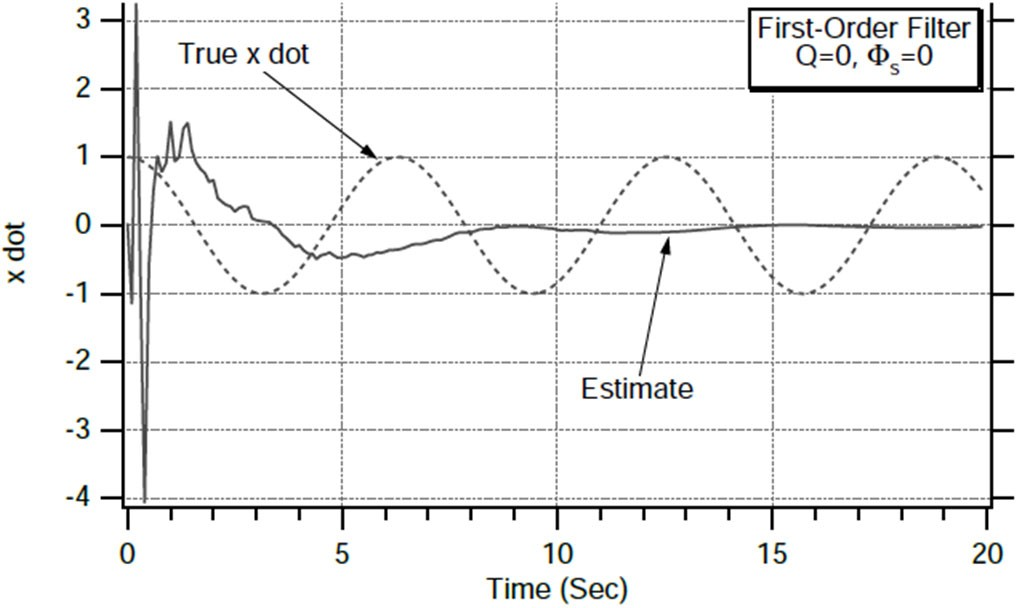 First-Order Filter
Q=0, Φs=0
True x dot
Estimate
x dot
3
2
1
0
-1
-2
-3
-4
0
5
10
15
20
Time (Sec)